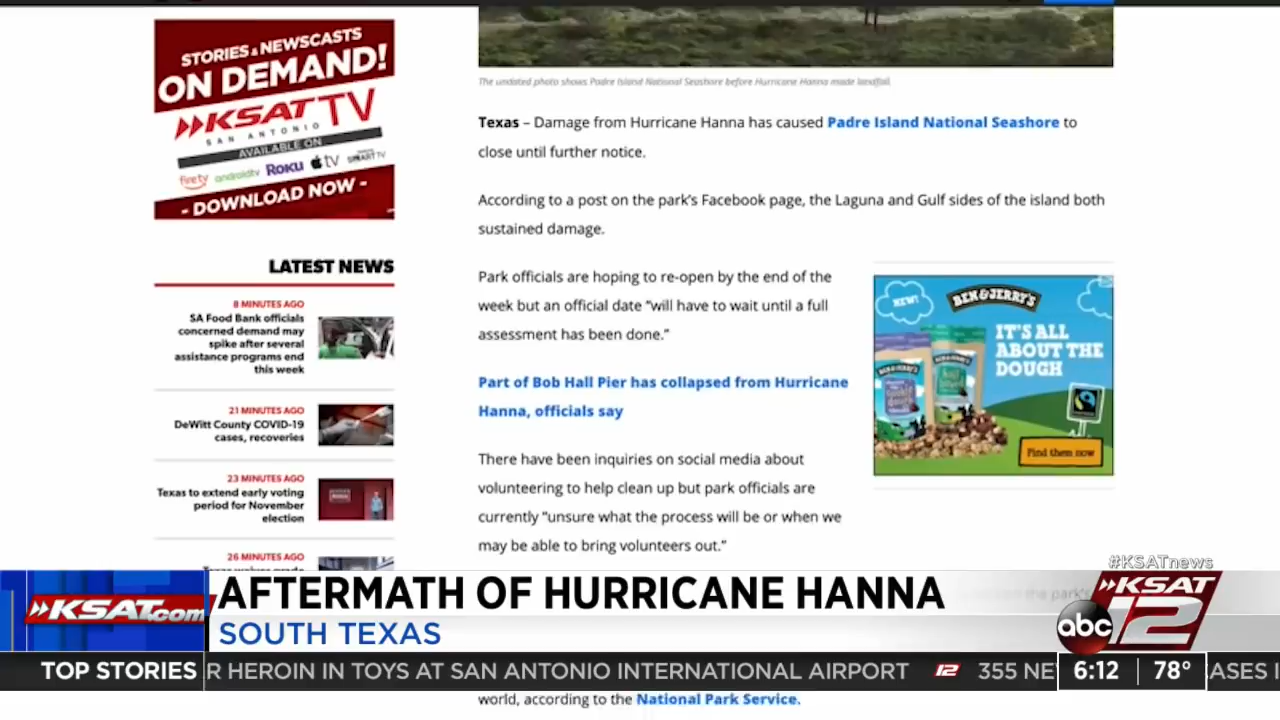 STORIES & NEWSCASTS
ON DEMAND!
KSAT TV
SAN ANTONIO
AVAILABLE ON
firetv androidtv Roku tv SMART TV
- DOWNLOAD NOW -
LATEST NEWS
8 MINUTES AGO
SA Food Bank officials
concerned demand may
spike after several
assistance programs end
this week
21 MINUTES AGO
DeWitt County COVID-19
cases, recoveries
23 MINUTES AGO
Texas to extend early voting
period for November
election
26 MINUTES AGO
The undated photo shows Padre Island National Seashore before Hurricane Hanna made landfall.
Texas – Damage from Hurricane Hanna has caused Padre Island National Seashore to
close until further notice.
According to a post on the park's Facebook page, the Laguna and Gulf sides of the island both
sustained damage.
Park officials are hoping to re-open by the end of the
week but an official date “will have to wait until a full
assessment has been done.”
Part of Bob Hall Pier has collapsed from Hurricane
Hanna, officials say
There have been inquiries on social media about
volunteering to help clean up but park officials are
currently “unsure what the process will be or when we
may be able to bring volunteers out.”
NEW!
BEN & JERRY'S
IT'S ALL
ABOUT THE
DOUGH
Find them now
#KSATnews
KSAT
abc 12
KSAT.com
AFTERMATH OF HURRICANE HANNA
SOUTH TEXAS
TOP STORIES R HEROIN IN TOYS AT SAN ANTONIO INTERNATIONAL AIRPORT 12 355 NE 6:12 78° ASES I
world, according to the National Park Service.